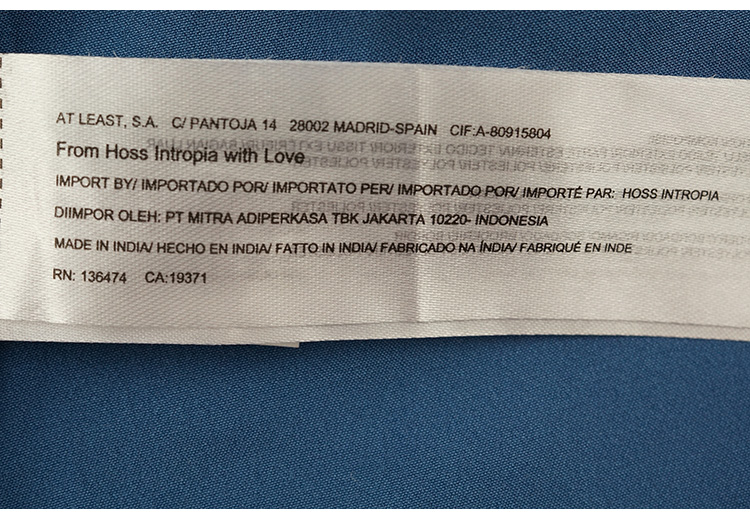 AT LEAST, S.A. C/ PANTOJA 14 28002 MADRID-SPAIN CIF:A-80915804
From Hoss Intropia with Love
IMPORT BY/ IMPORTADO POR/ IMPORTATO PER/ IMPORTADO POR/ IMPORTÉ PAR: HOSS INTROPIA
DIIMPOR OLEH: PT MITRA ADIPERKASA TBK JAKARTA 10220- INDONESIA
MADE IN INDIA/ HECHO EN INDIA/ FATTO IN INDIA/ FABRICADO NA ÍNDIA/ FABRIQUÉ EN INDE
RN: 136474 CA:19371